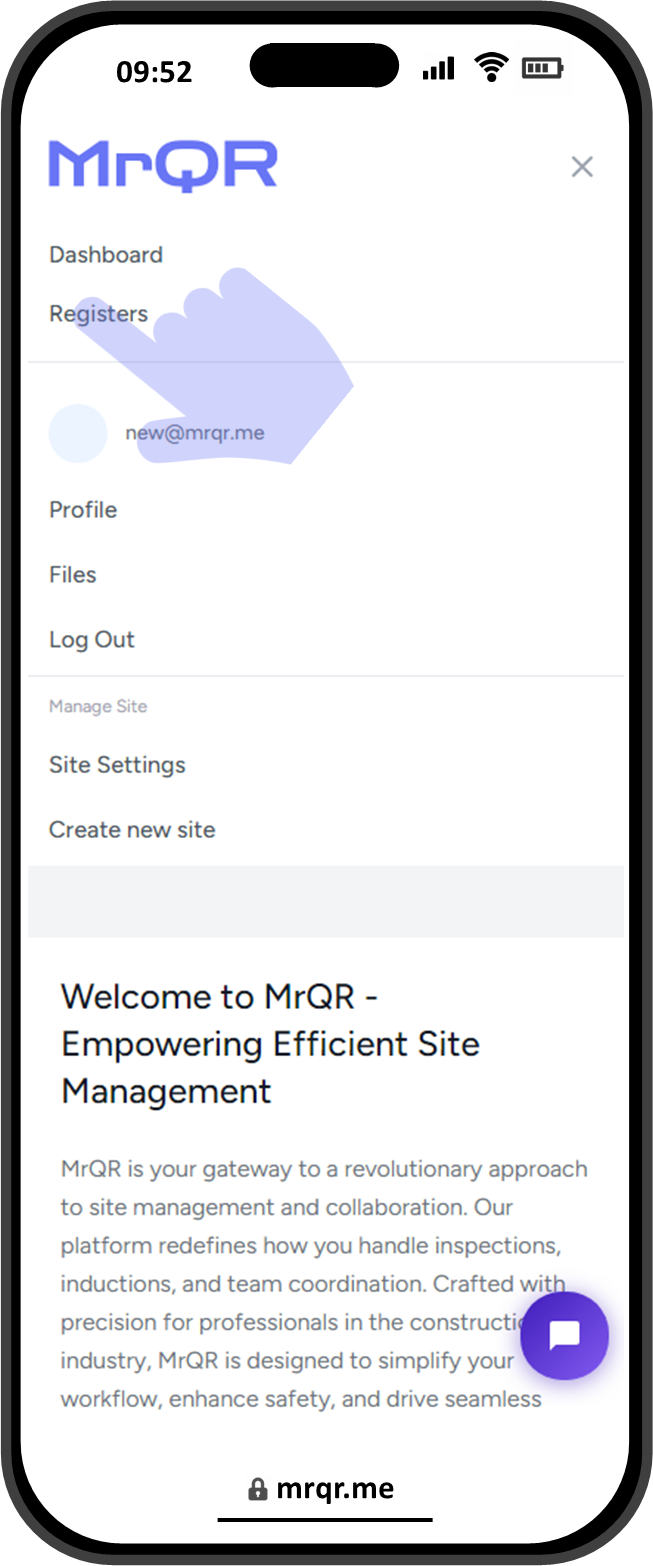 09:52
MrQR
Dashboard
Registers
new@mrqr.me
Profile
Files
Log Out
Manage Site
Site Settings
Create new site
Welcome to MrQR -
Empowering Efficient Site
Management
MrQR is your gateway to a revolutionary approach
to site management and collaboration. Our
platform redefines how you handle inspections,
inductions, and team coordination. Crafted with
precision for professionals in the constructi
industry, MrQR is designed to simplify your
workflow, enhance safety, and drive seamless
mrqr.me